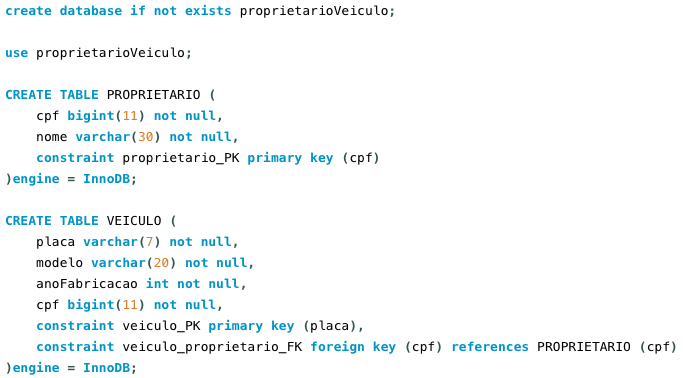 create database if not exists proprietarioVeiculo;
use proprietarioVeiculo;
CREATE TABLE PROPRIETARIO (
cpf bigint(11) not null,
nome varchar(30) not null,
constraint proprietario_PK primary key (cpf)
)engine = InnoDB;
CREATE TABLE VEICULO (
placa varchar(7) not null,
modelo varchar(20) not null,
anoFabricacao int not null,
cpf bigint(11) not null,
constraint veiculo_PK primary key (placa),
constraint veiculo_proprietario_FK foreign key (cpf) references PROPRIETARIO (cpf)
)engine = InnoDB;